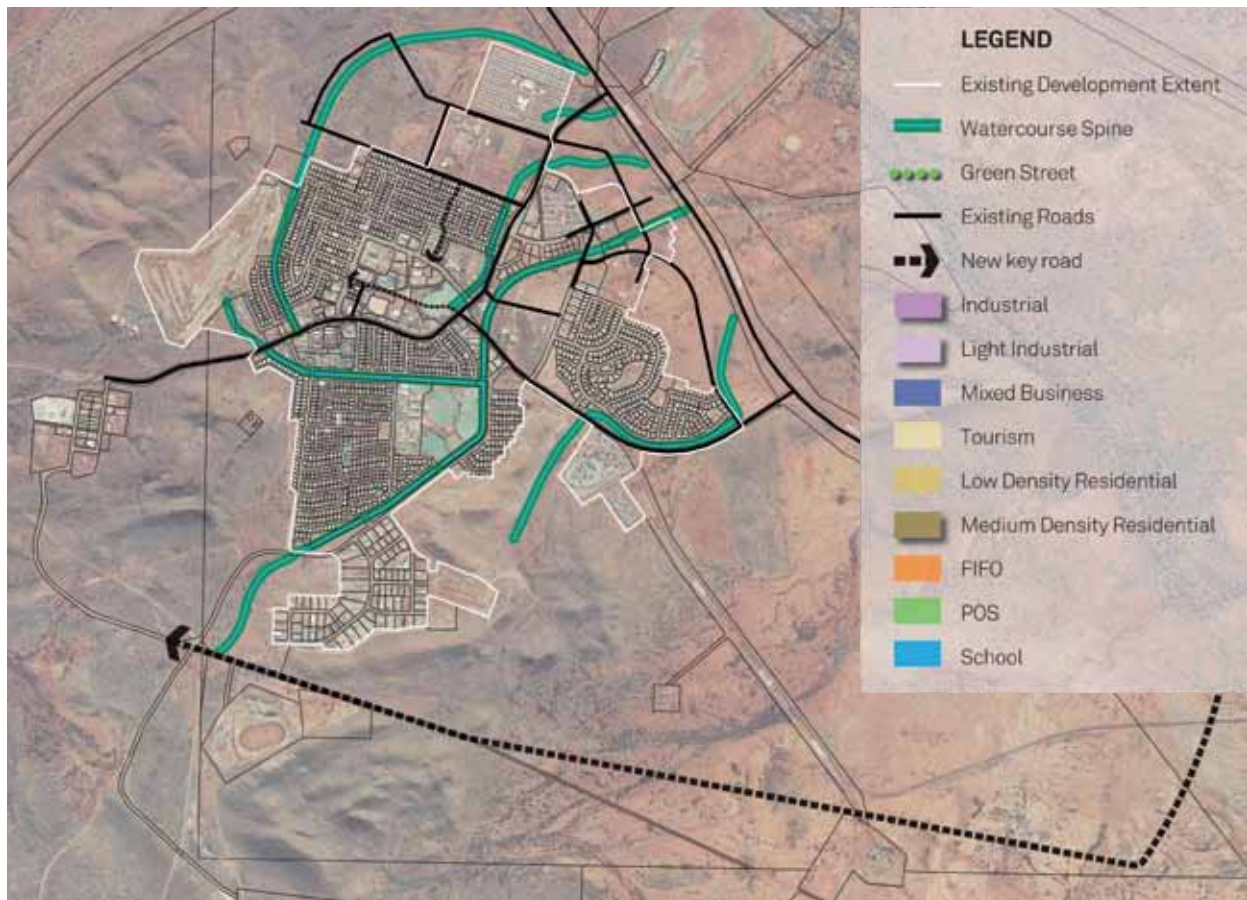 LEGEND
Existing Development Extent
Watercourse Spine
Green Street
Existing Roads
New key road
Industrial
Light Industrial
Mixed Business
Tourism
Low Density Residential
Medium Density Residential
FIFO
POS
School